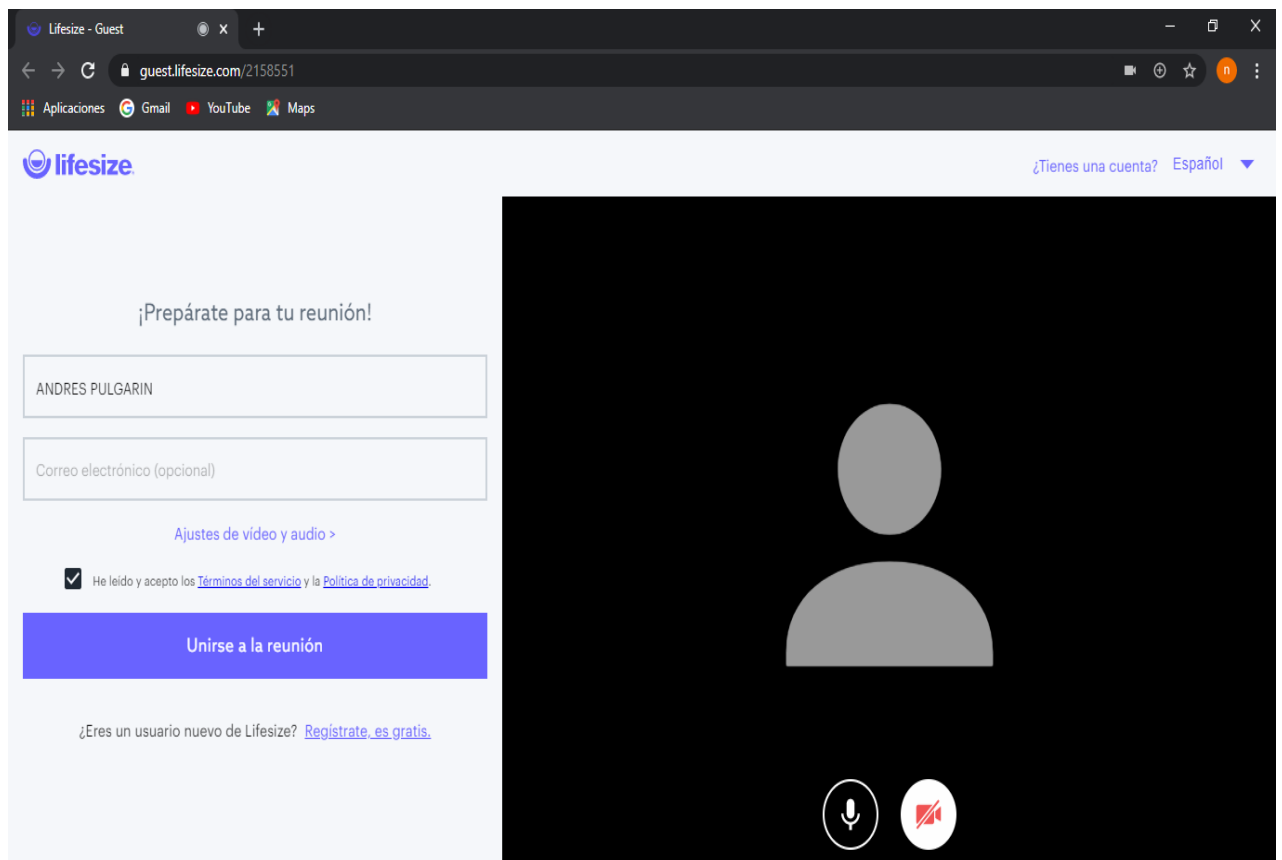 Lifesize - Guest
guest.lifesize.com/2158551
n
Aplicaciones Gmail YouTube Maps
lifesize
¿Tienes una cuenta? Español
¡Prepárate para tu reunión!
ANDRES PULGARIN
Correo electrónico (opcional)
Ajustes de vídeo y audio >
He leído y acepto los Términos del servicio y la Política de privacidad.
Unirse a la reunión
¿Eres un usuario nuevo de Lifesize? Regístrate, es gratis.